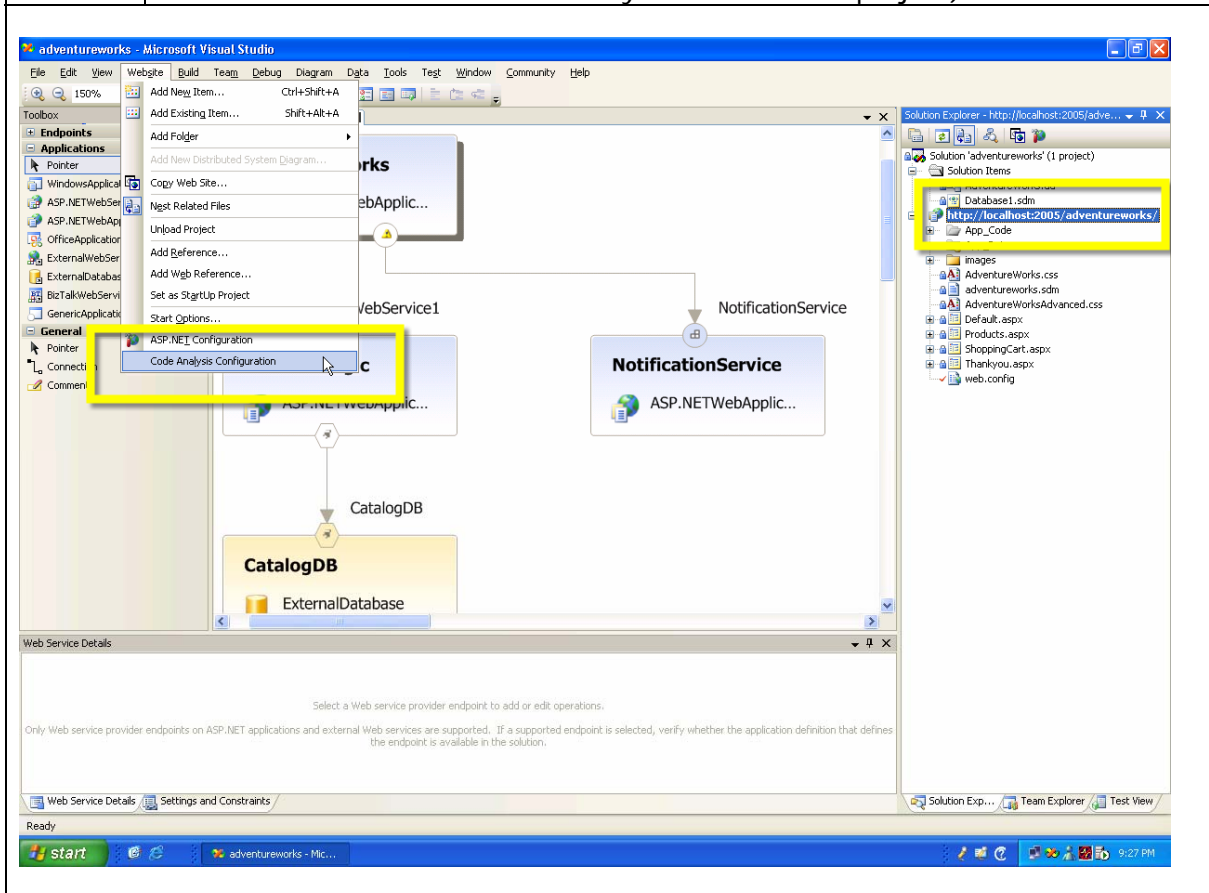 adventureworks - Microsoft Visual Studio
File Edit View Website Build Team Debug Diagram Data Tools Test Window Community Help
150%
Add New Item... Ctrl+Shift+A
Add Existing Item... Shift+Alt+A
Add Folder
Add New Distributed System Diagram...
Copy Web Site...
Nest Related Files
Unload Project
Add Reference...
Add Web Reference...
Set as StartUp Project
Start Options...
ASP.NET Configuration
Code Analysis Configuration
Toolbox
Endpoints
Applications
Pointer
WindowsApplicat
ASP.NETWebSer
ASP.NETWebAp
OfficeApplication
ExternalWebSer
ExternalDatabas
BizTalkWebServi
GenericApplicatio
General
Pointer
Connecti
Commen
rks
ebApplic...
WebService1
NotificationService
c
ASP.NETWebApplic...
NotificationService
ASP.NETWebApplic...
CatalogDB
CatalogDB
ExternalDatabase
Solution Explorer - http://localhost:2005/adve...
Solution 'adventureworks' (1 project)
Solution Items
Database1.sdm
http://localhost:2005/adventureworks/
App_Code
images
AdventureWorks.css
adventureworks.sdm
AdventureWorksAdvanced.css
Default.aspx
Products.aspx
ShoppingCart.aspx
Thankyou.aspx
web.config
Web Service Details
Select a Web service provider endpoint to add or edit operations.
Only Web service provider endpoints on ASP.NET applications and external Web services are supported. If a supported endpoint is selected, verify whether the application definition that defines
the endpoint is available in the solution.
Web Service Details Settings and Constraints
Solution Exp... Team Explorer Test View
Ready
start adventureworks - Mic... 9:27 PM